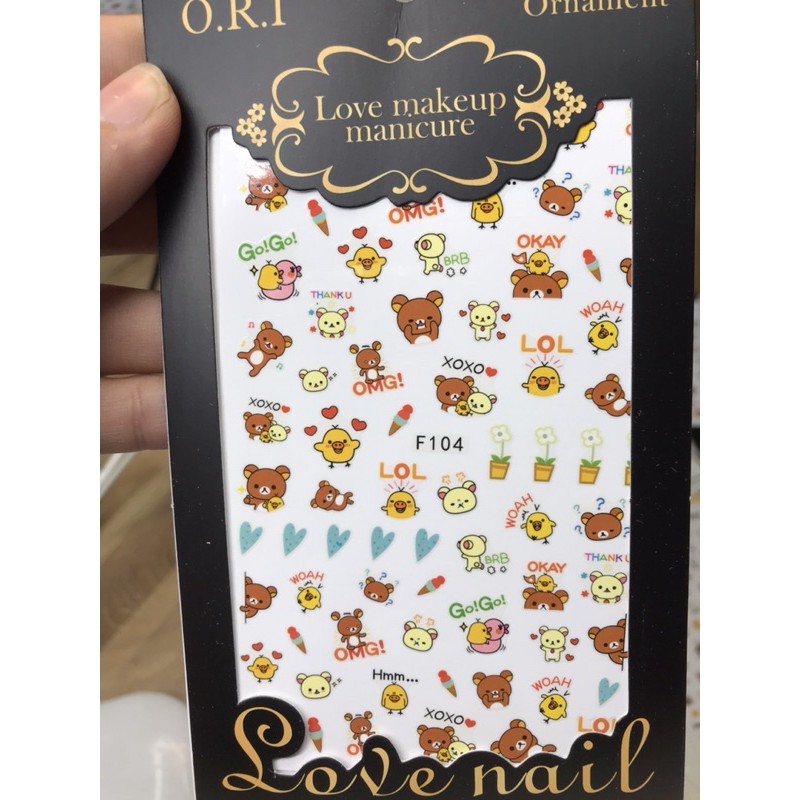 O.R.I
Ornament
Love makeup
manicure
OMG!
?
?
?
THA
Go!Go!
BRB
OKAY
THANK U
WOAH
LOL
OMG!
XOXO
XOXO
F104
LOL
WOAH
? ? ?
BRB
THANK U
WOAH
OKAY
Go!Go!
OMG!
Hmm...
WOAH
XOXO
LOL
Love nail